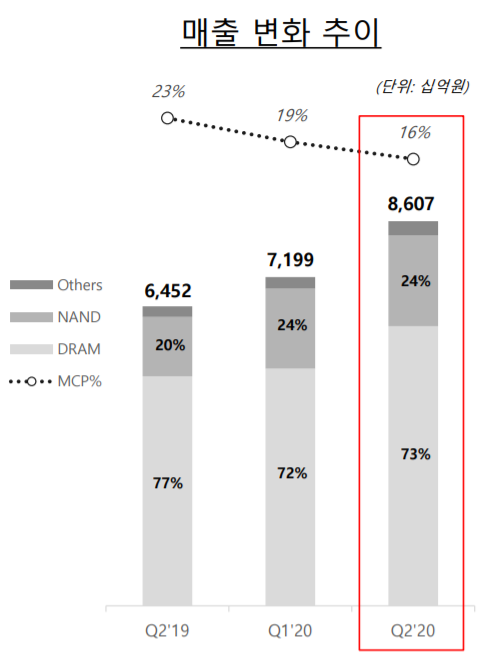 매출 변화 추이
(단위: 십억원)
23%
19%
16%
8,607
7,199
6,452
Others
NAND
DRAM
MCP%
20%
24%
24%
77%
72%
73%
Q2'19
Q1'20
Q2'20